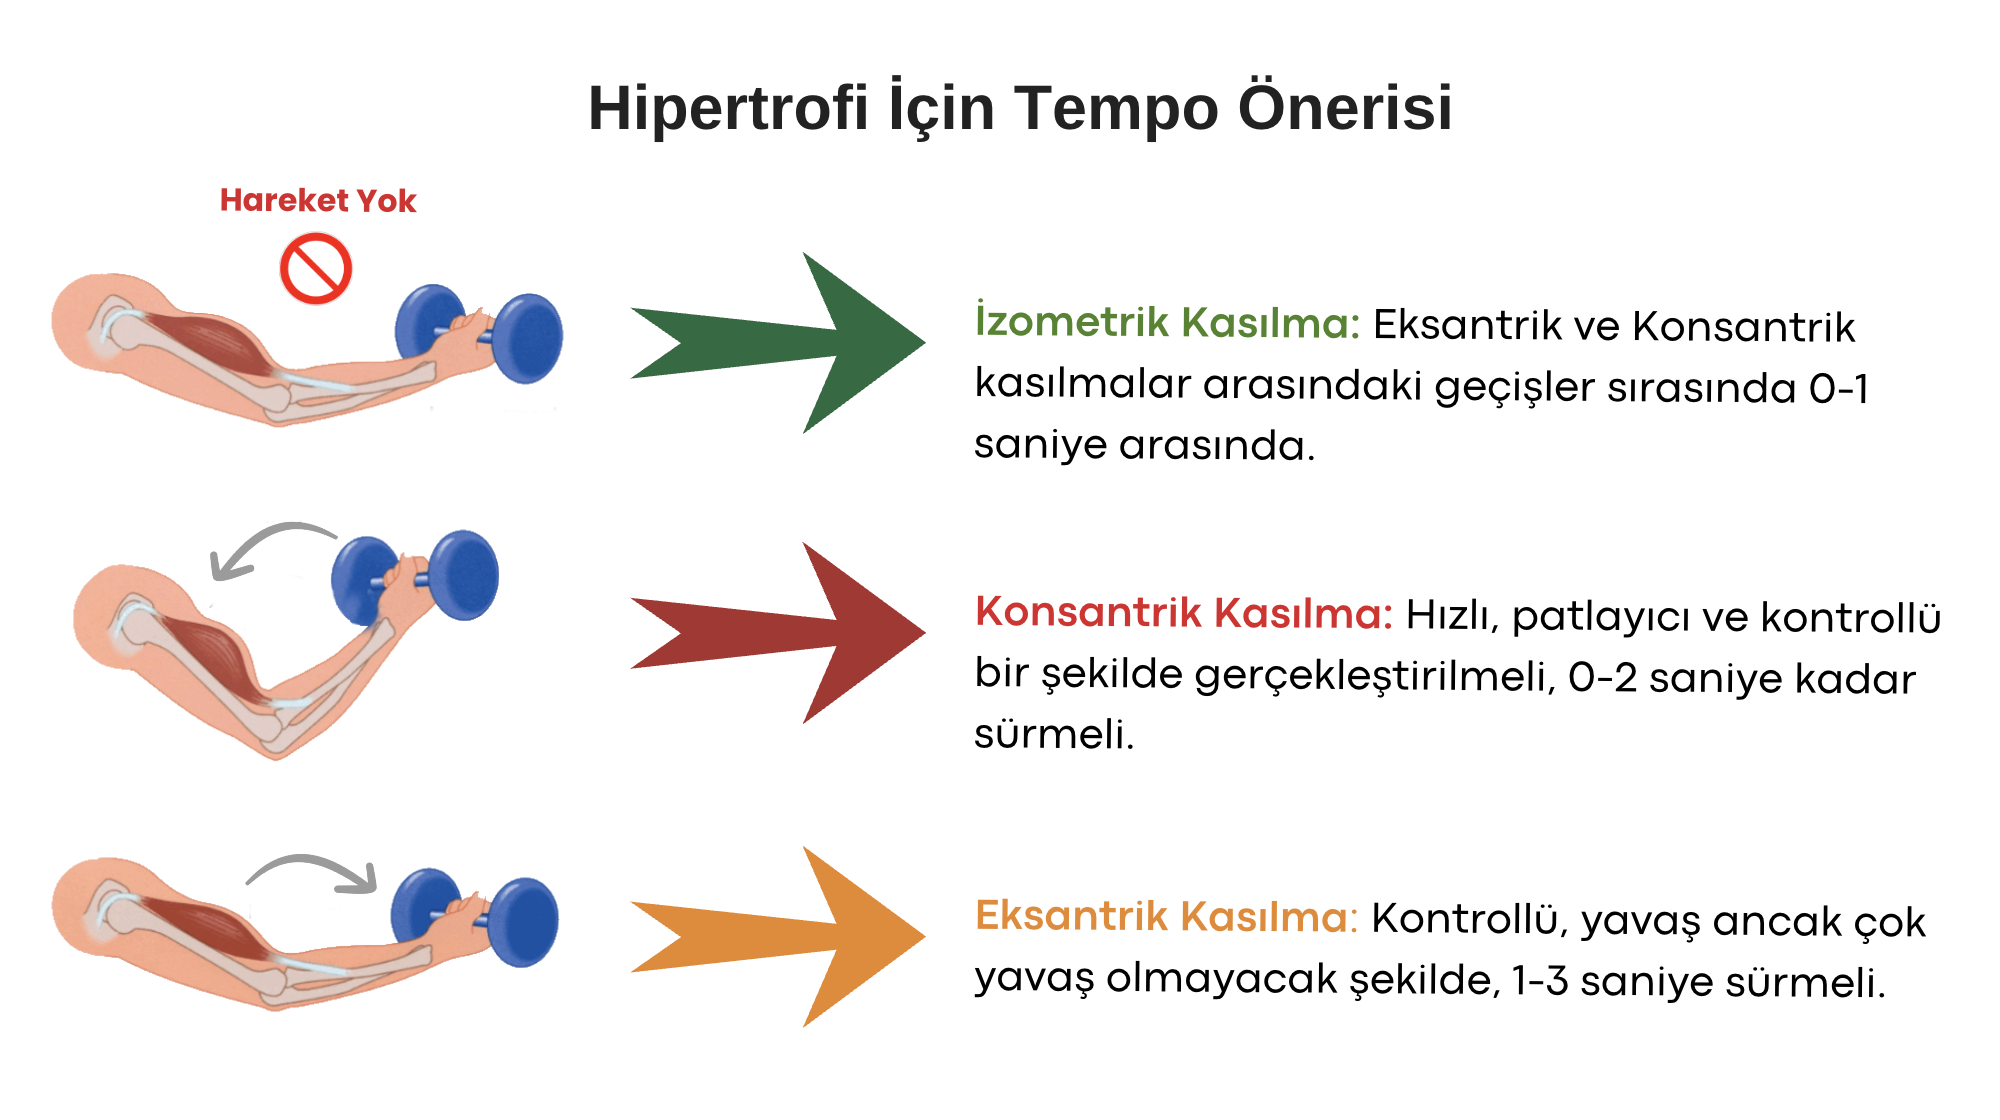 Hipertrofi İçin Tempo Önerisi
Hareket Yok
İzometrik Kasılma: Eksantrik ve Konsantrik
kasılmalar arasındaki geçişler sırasında 0-1
saniye arasında.
Konsantrik Kasılma: Hızlı, patlayıcı ve kontrollü
bir şekilde gerçekleştirilmeli, 0-2 saniye kadar
sürmeli.
Eksantrik Kasılma: Kontrollü, yavaş ancak çok
yavaş olmayacak şekilde, 1-3 saniye sürmeli.